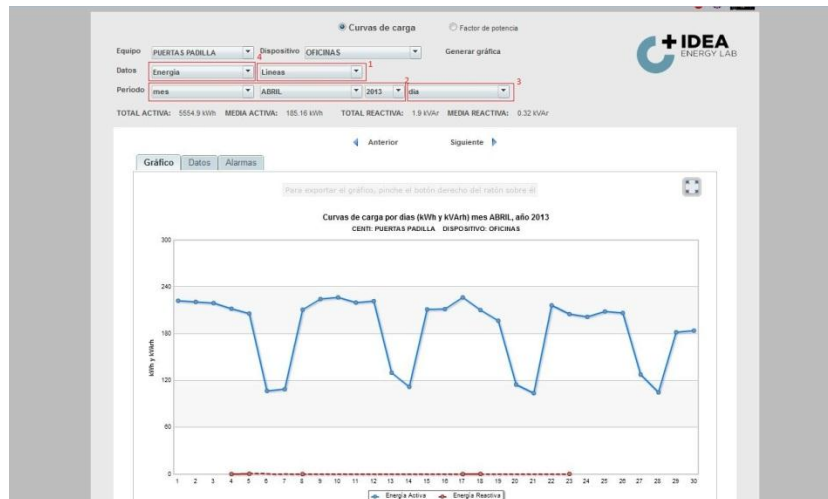 Curvas de carga Factor de potencia
Equipo PUERTAS PADILLA Dispositivo OFICINAS Generar gráfica
+ IDEA
ENERGY LAB
Datos Energía 4 Lineas 1
Periodo mes ABRIL 2 2013 dia 3
TOTAL ACTIVA: 5554.9 kWh MEDIA ACTIVA: 185.16 kWh TOTAL REACTIVA: 1.9 kVAr MEDIA REACTIVA: 0.32 kVAr
Anterior Siguiente
Gráfico Datos Alarmas
Para exportar el gráfico, pinche el botón derecho del ratón sobre él
Curvas de carga por dias (kWh y kVArh) mes ABRIL, año 2013
CENTI: PUERTAS PADILLA DISPOSITIVO: OFICINAS
300
240
180
120
60
0
kWh y kVArh
1 2 3 4 5 6 7 8 9 10 11 12 13 14 15 16 17 18 19 20 21 22 23 24 25 26 27 28 29 30
Energía Activa Energía Reactiva